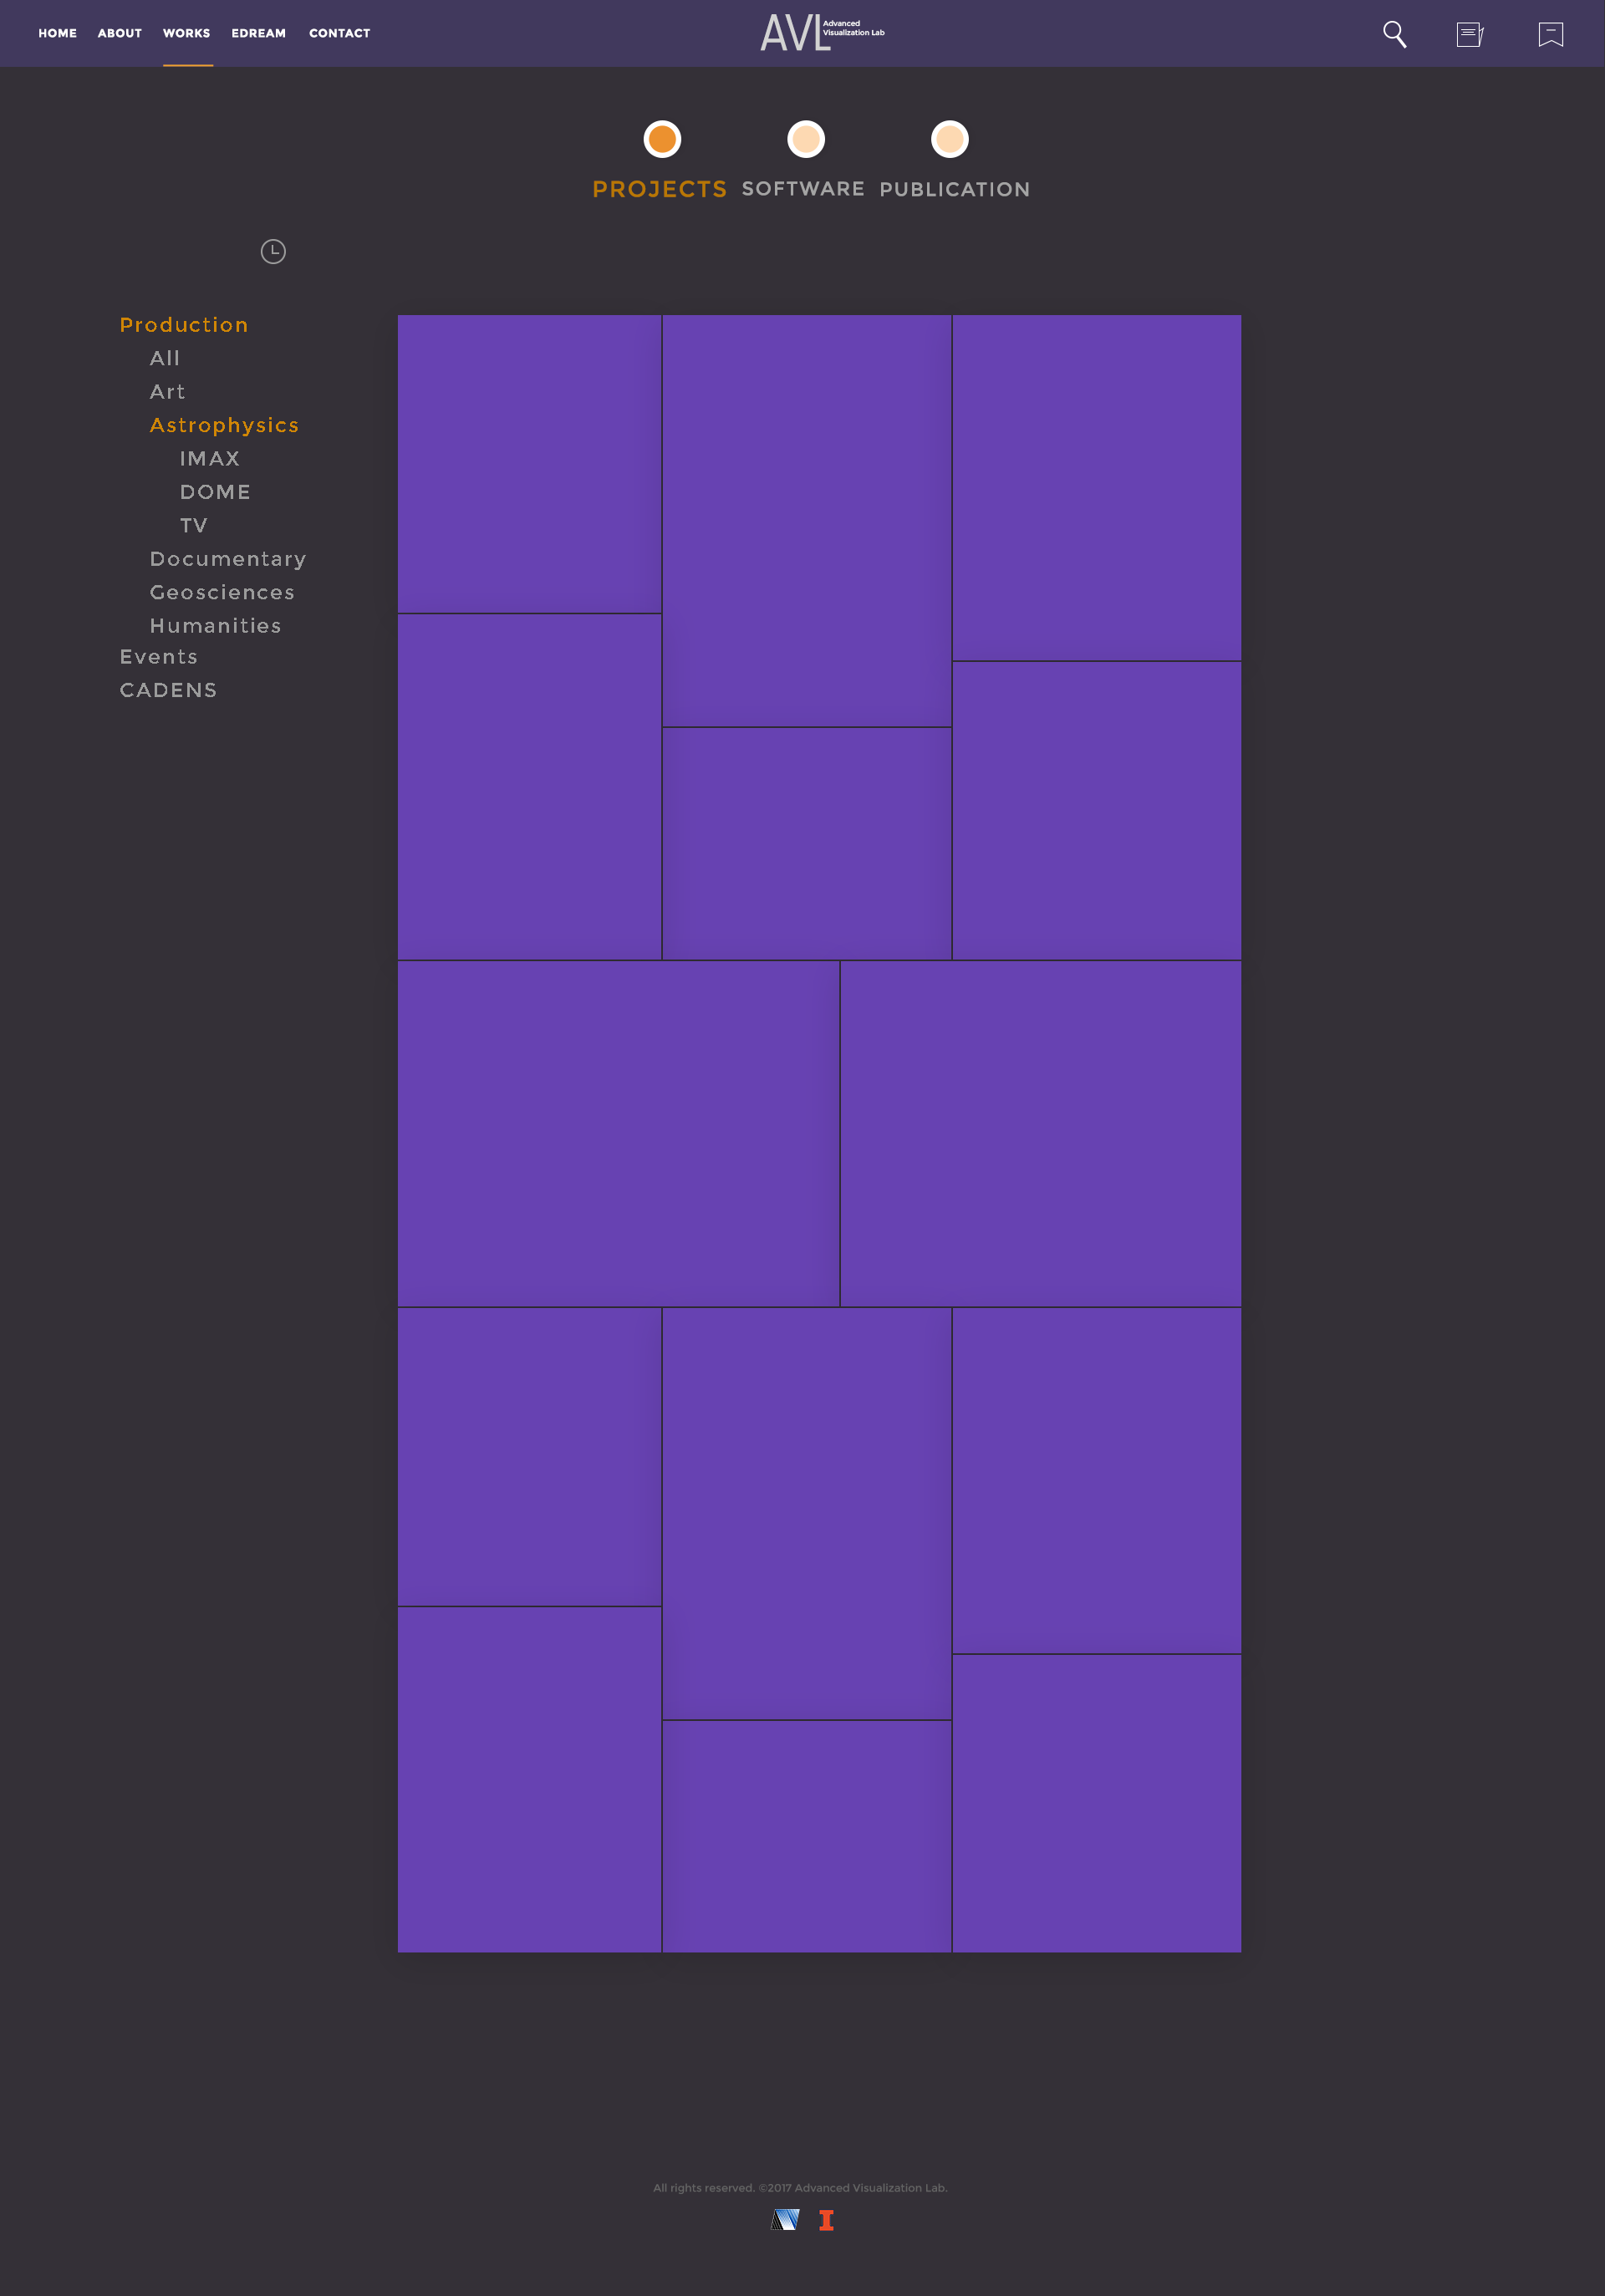 HOME ABOUT WORKS EDREAM CONTACT
AVL Advanced
Visualization Lab
PROJECTS SOFTWARE PUBLICATION
Production
All
Art
Astrophysics
IMAX
DOME
TV
Documentary
Geosciences
Humanities
Events
CADENS
All rights reserved. ©2017 Advanced Visualization Lab.
I